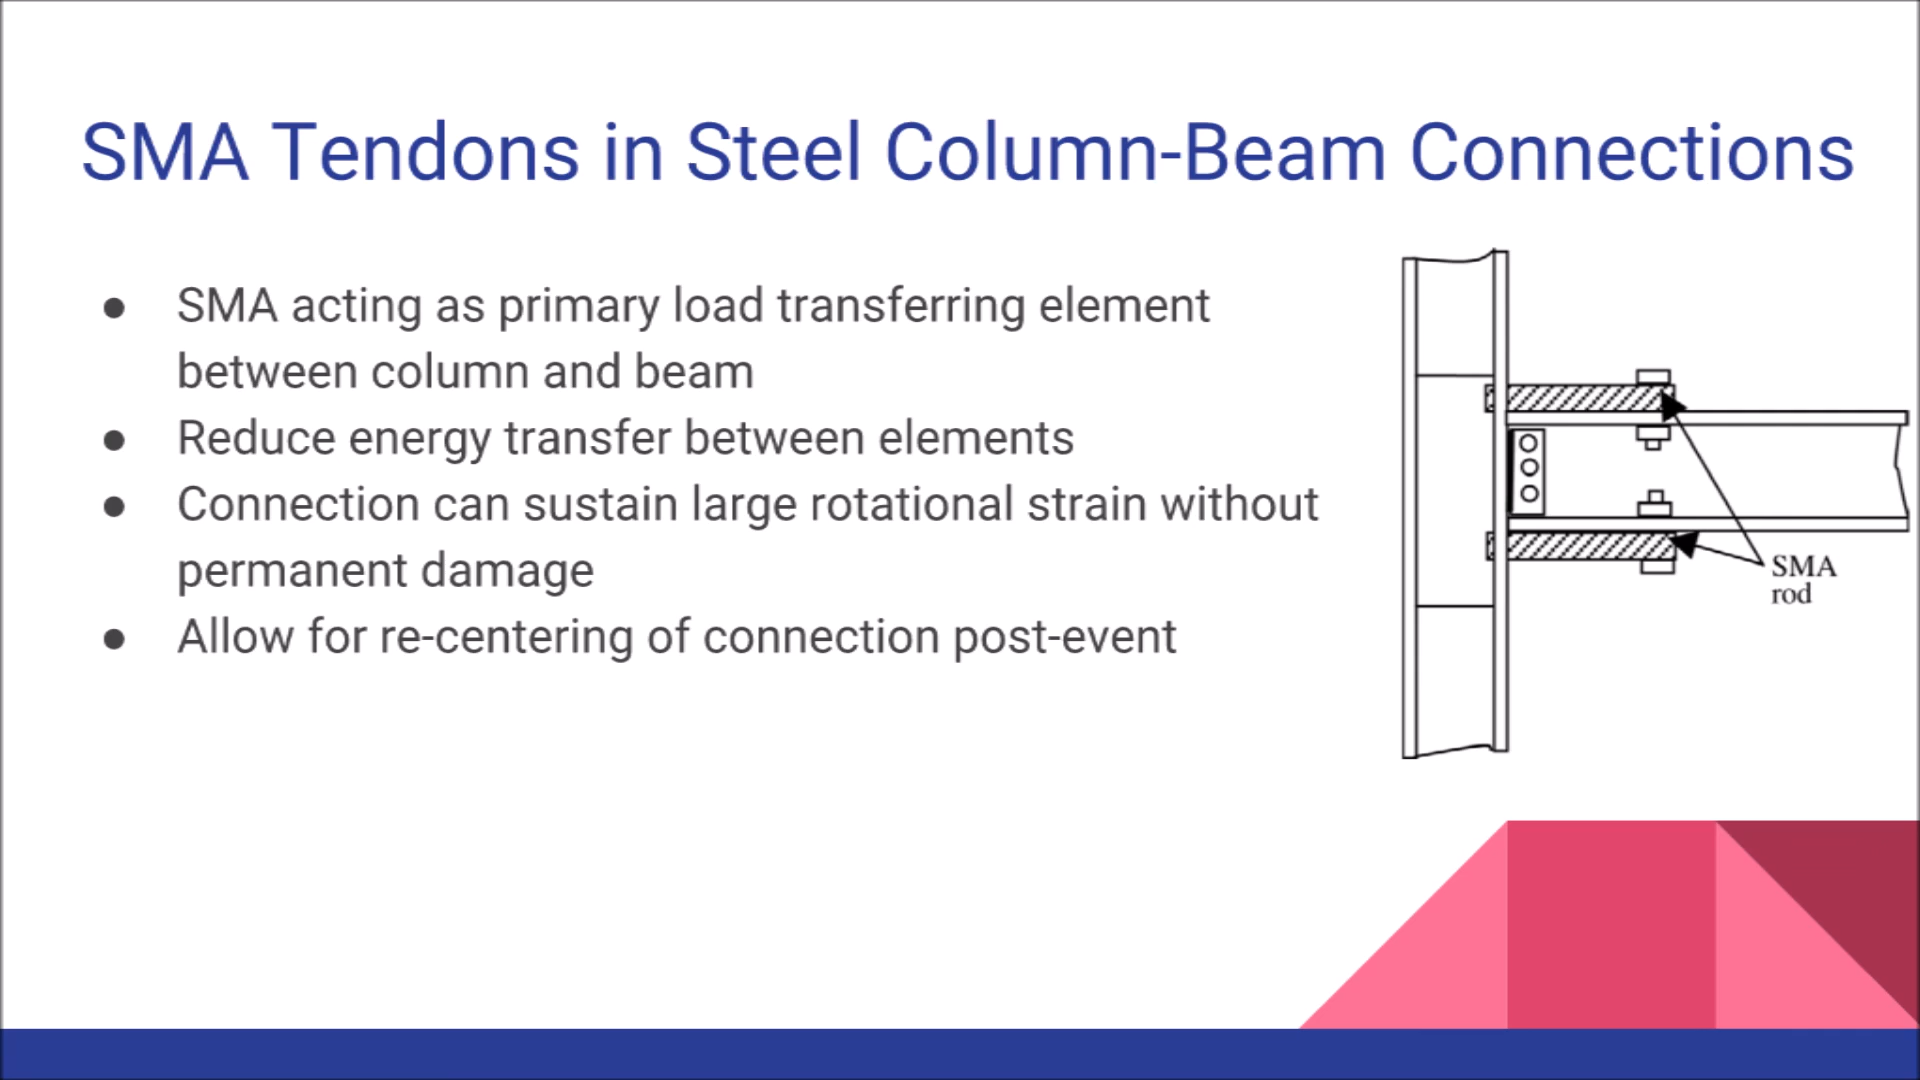 SMA Tendons in Steel Column-Beam Connections
● SMA acting as primary load transferring element
between column and beam
● Reduce energy transfer between elements
● Connection can sustain large rotational strain without
permanent damage
● Allow for re-centering of connection post-event
SMA
rod